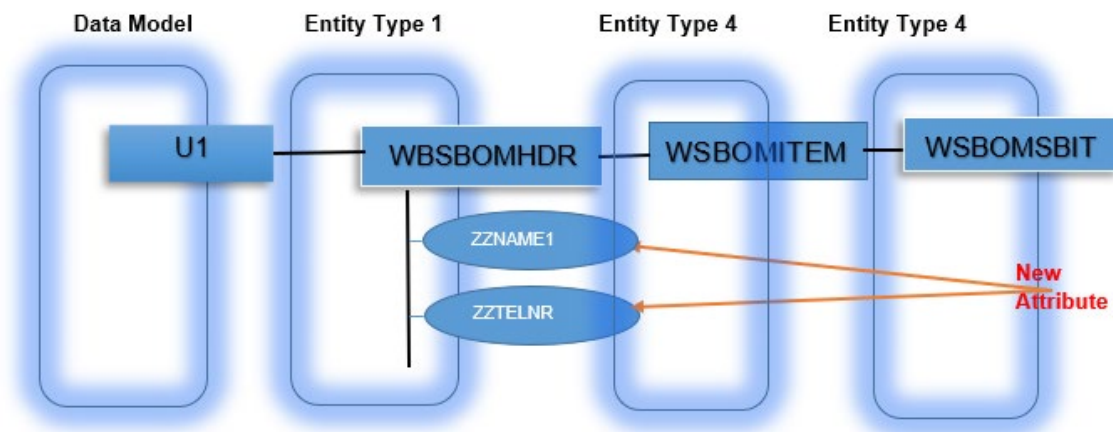 Data Model
Entity Type 1
Entity Type 4
Entity Type 4
U1
WBSBOMHDR
WSBOMITEM
WSBOMSBIT
ZZNAME1
ZZTELNR
New
Attribute